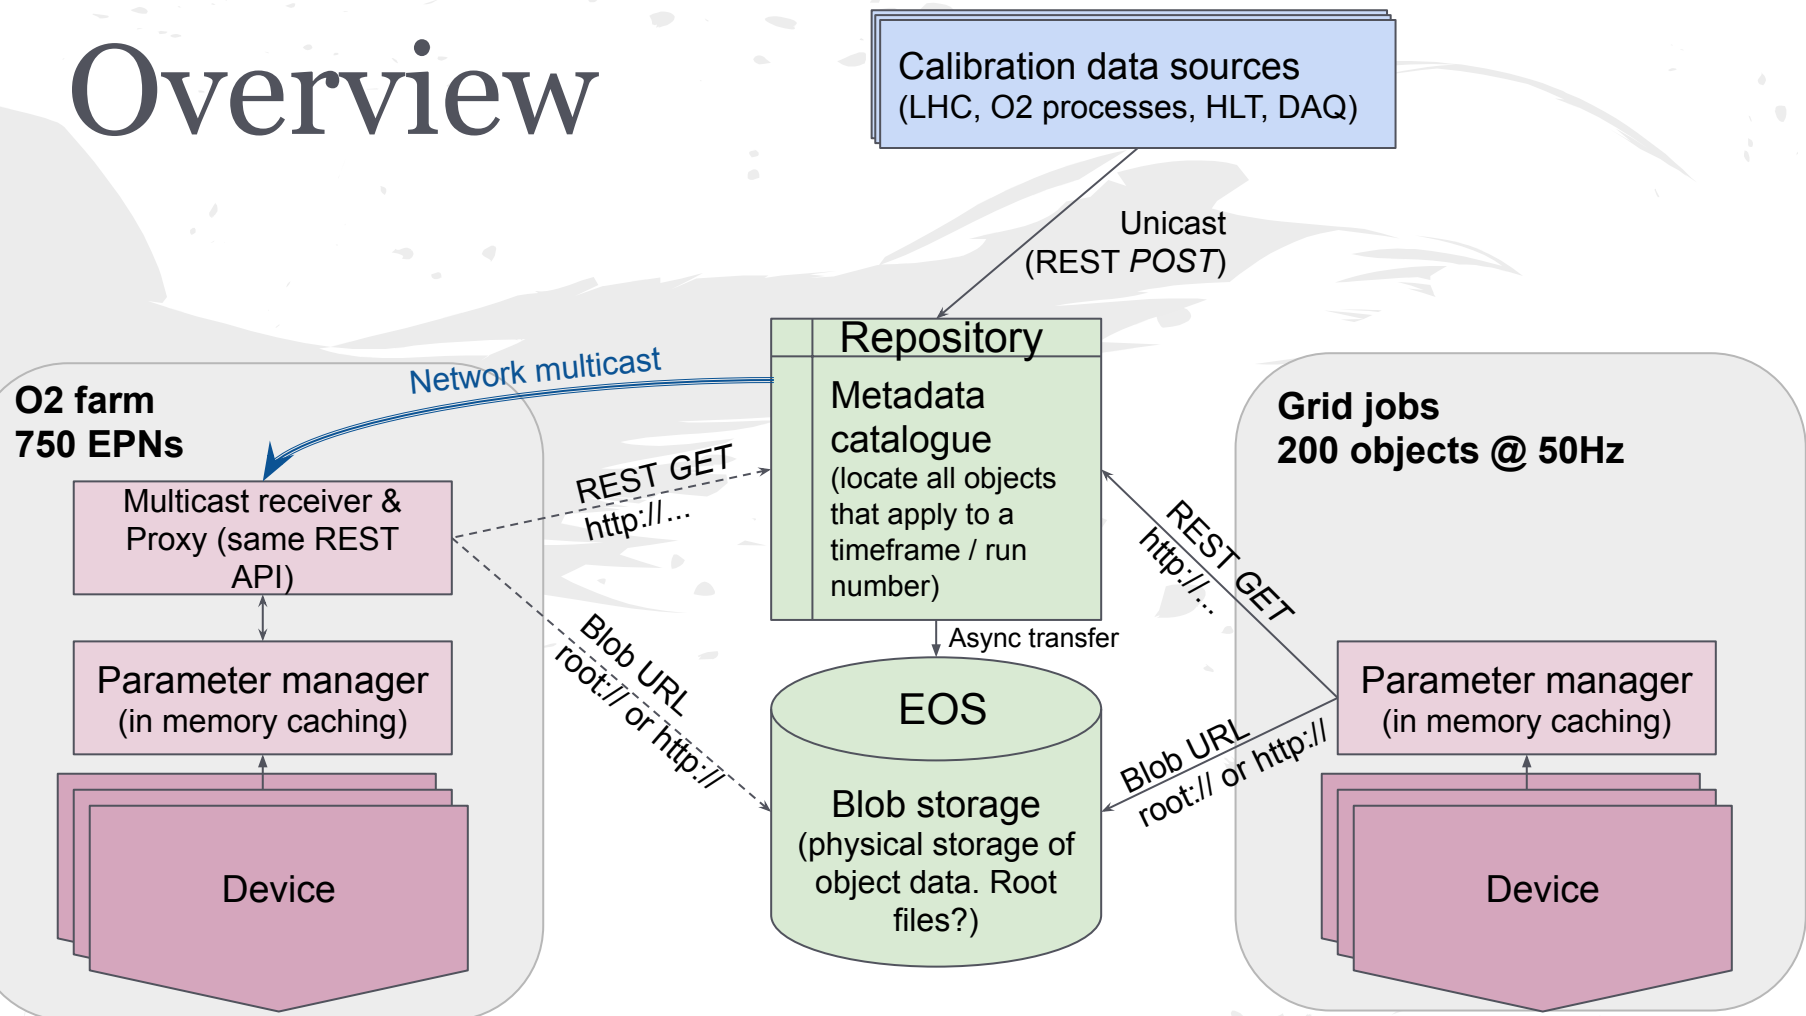 Overview
Calibration data sources
(LHC, O2 processes, HLT, DAQ)
Unicast
(REST POST)
Repository
Metadata
catalogue
(locate all objects
that apply to a
timeframe / run
number)
Network multicast
O2 farm
750 EPNs
Multicast receiver &
Proxy (same REST
API)
REST GET
http://...
Parameter manager
(in memory caching)
Blob URL
root:// or http://
Device
Async transfer
EOS
Blob storage
(physical storage of
object data. Root
files?)
Grid jobs
200 objects @ 50Hz
REST GET
http://...
Parameter manager
(in memory caching)
Blob URL
root:// or http://
Device